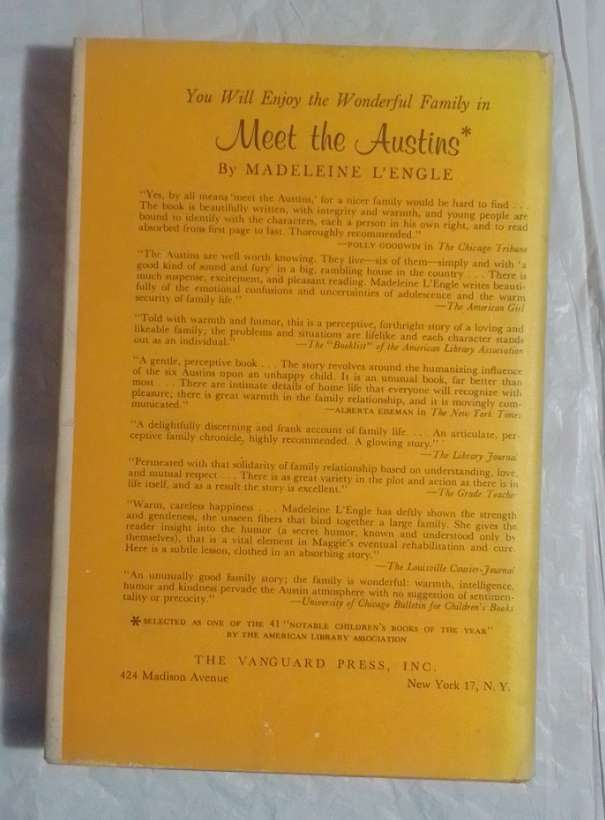 You Will Enjoy the Wonderful Family in
Meet the Austins*
By MADELEINE L'ENGLE
"Yes, by all means 'meet the Austins,' for a nicer family would be hard to find . . .
The book is beautifully written, with integrity and warmth, and young people are
bound to identify with the characters, each a person in his own right, and to read
absorbed from first page to last. Thoroughly recommended."
—POLLY GOODWIN in The Chicago Tribune
"The Austins are well worth knowing. They live—six of them—simply and with 'a
good kind of sound and fury' in a big, rambling house in the country . . . There is
much suspense, excitement, and pleasant reading. Madeleine L'Engle writes beauti-
fully of the emotional confusions and uncertainties of adolescence and the warm
security of family life."
—The American Girl
"Told with warmth and humor, this is a perceptive, forthright story of a loving and
likeable family; the problems and situations are lifelike and each character stands
out as an individual."
—The "Booklist" of the American Library Association
"A gentle, perceptive book . . . The story revolves around the humanizing influence
of the six Austins upon an unhappy child. It is an unusual book, far better than
most . . . There are intimate details of home life that everyone will recognize with
pleasure; there is great warmth in the family relationship, and it is movingly com-
municated."
—ALBERTA EISEMAN in The New York Times
"A delightfully discerning and frank account of family life. . . . An articulate, per-
ceptive family chronicle, highly recommended. A glowing story."
—The Library Journal
"Permeated with that solidarity of family relationship based on understanding, love,
and mutual respect . . . There is as great variety in the plot and action as there is in
life itself, and as a result the story is excellent."
—The Grade Teacher
"Warm, careless happiness . . . Madeleine L'Engle has deftly shown the strength
and gentleness, the unseen fibers that bind together a large family. She gives the
reader insight into the humor (a secret humor, known and understood only by
themselves), that is a vital element in Maggie's eventual rehabilitation and cure.
Here is a subtle lesson, clothed in an absorbing story."
—The Louisville Courier-Journal
"An unusually good family story; the family is wonderful: warmth, intelligence,
humor and kindness pervade the Austin atmosphere with no suggestion of sentimen-
tality or precocity."
—University of Chicago Bulletin for Children's Books
* SELECTED AS ONE OF THE 41 "NOTABLE CHILDREN'S BOOKS OF THE YEAR"
BY THE AMERICAN LIBRARY ASSOCIATION
THE VANGUARD PRESS, INC.
424 Madison Avenue
New York 17, N. Y.